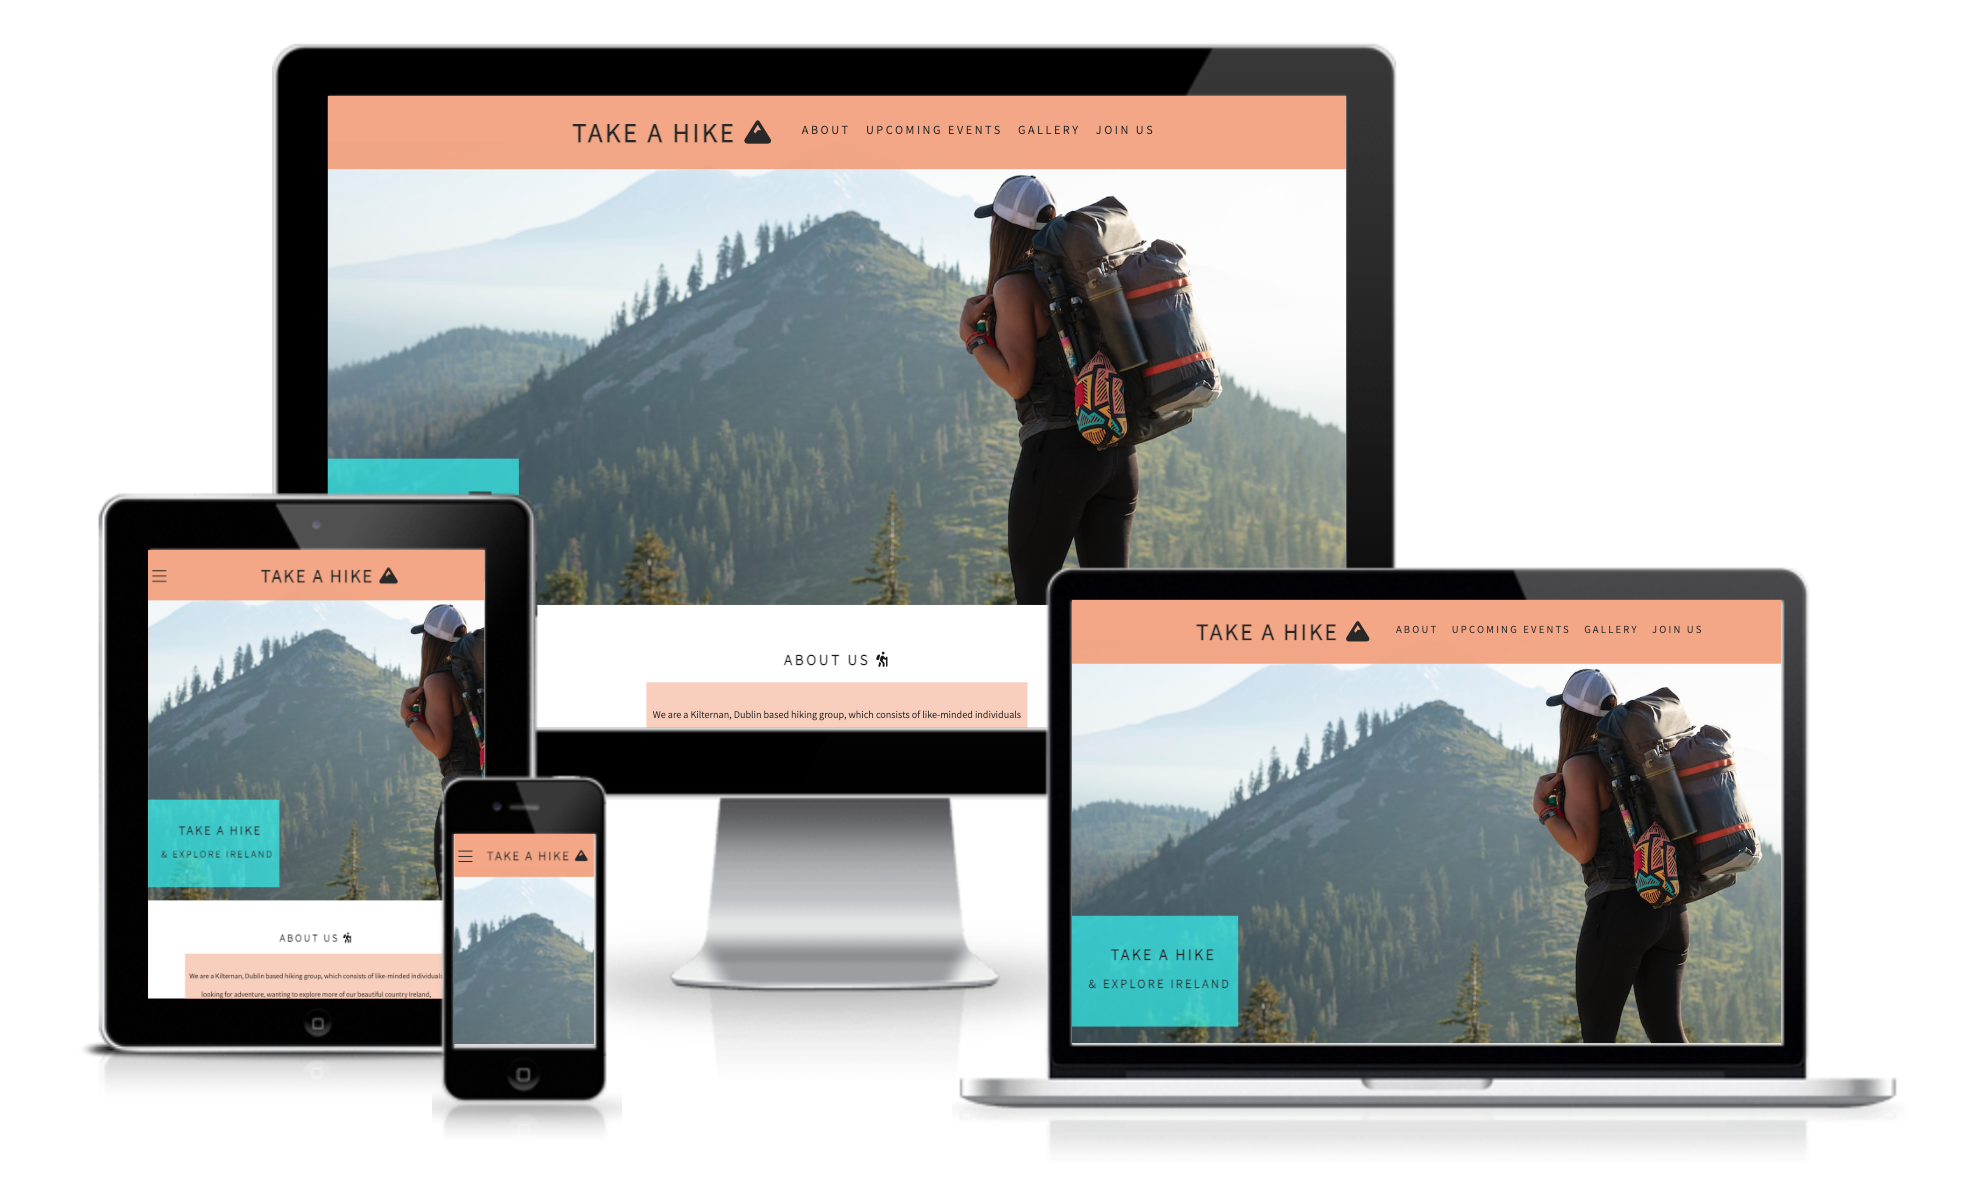 TAKE A HIKE
ABOUT UPCOMING EVENTS GALLERY JOIN US
ABOUT US
We are a Kilternan, Dublin based hiking group, which consists of like-minded individuals
TAKE A HIKE
TAKE A HIKE
& EXPLORE IRELAND
ABOUT US
We are a Kilternan, Dublin based hiking group, which consists of like-minded individuals
looking for adventure, wanting to explore more of our beautiful country Ireland,
TAKE A HIKE
TAKE A HIKE
ABOUT UPCOMING EVENTS GALLERY JOIN US
TAKE A HIKE
& EXPLORE IRELAND